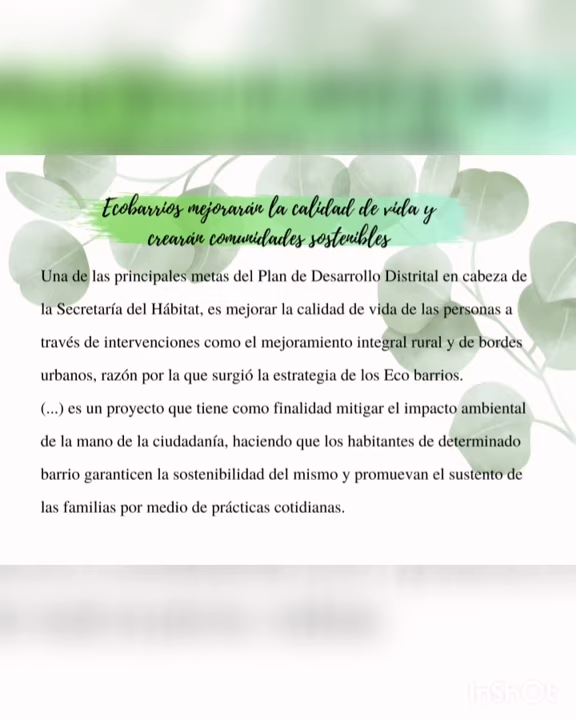 Ecobarrios mejorarán la calidad de vida y
crearán comunidades sostenibles
Una de las principales metas del Plan de Desarrollo Distrital en cabeza de
la Secretaría del Hábitat, es mejorar la calidad de vida de las personas a
través de intervenciones como el mejoramiento integral rural y de bordes
urbanos, razón por la que surgió la estrategia de los Eco barrios.
(...) es un proyecto que tiene como finalidad mitigar el impacto ambiental
de la mano de la ciudadanía, haciendo que los habitantes de determinado
barrio garanticen la sostenibilidad del mismo y promuevan el sustento de
las familias por medio de prácticas cotidianas.
InShOt